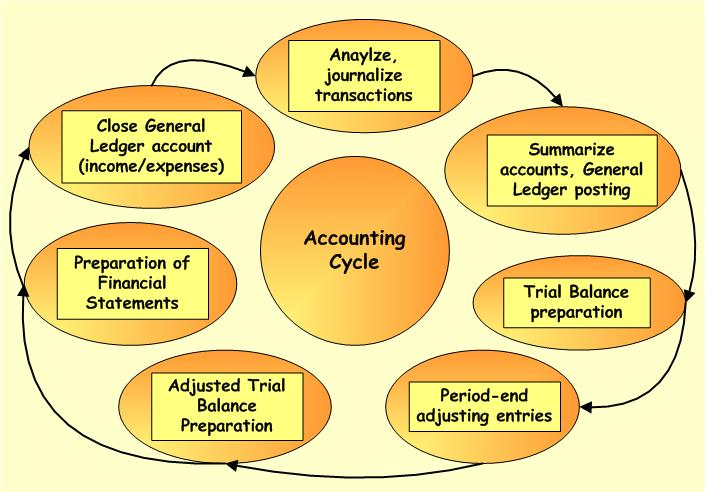 Anaylze,
journalize
transactions
Close General
Ledger account
(income/expenses)
Summarize
accounts, General
Ledger posting
Accounting
Cycle
Preparation of
Financial
Statements
Trial Balance
preparation
Adjusted Trial
Balance
Preparation
Period-end
adjusting entries